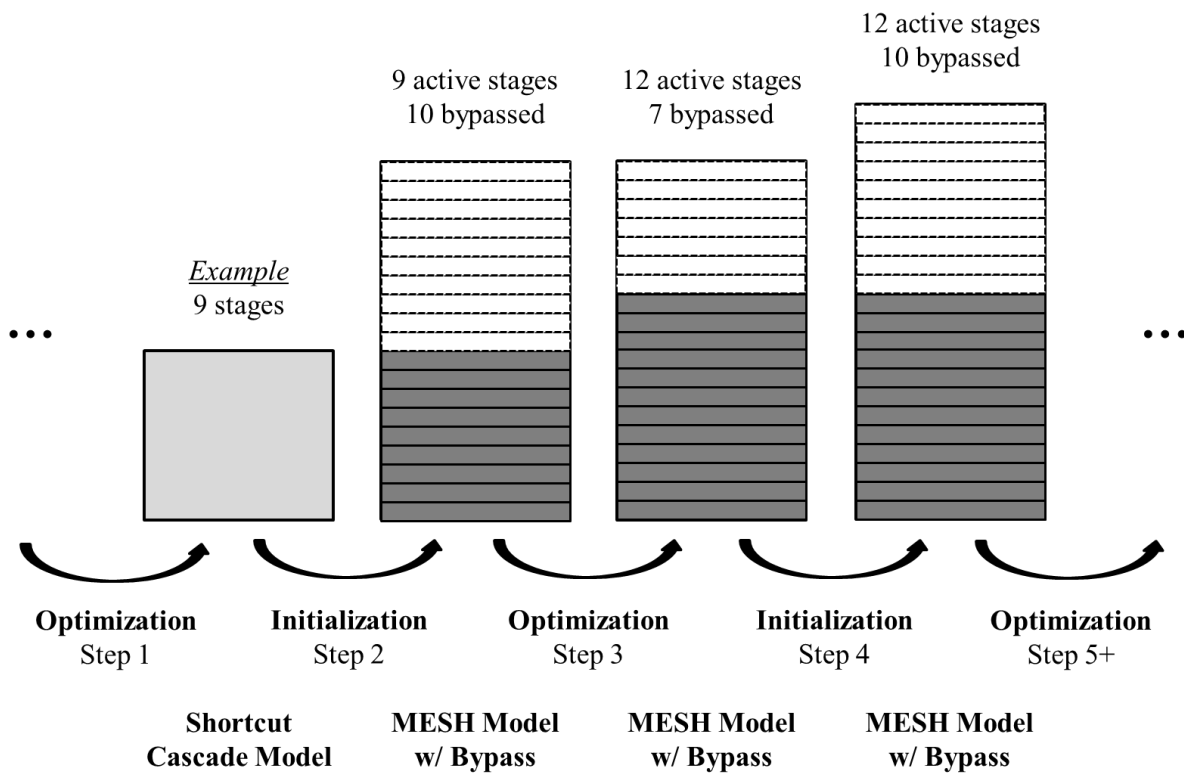 12 active stages
10 bypassed
9 active stages
10 bypassed
12 active stages
7 bypassed
Example
9 stages
...
...
Optimization
Step 1
Initialization
Step 2
Optimization
Step 3
Initialization
Step 4
Optimization
Step 5+
Shortcut
Cascade Model
MESH Model
w/ Bypass
MESH Model
w/ Bypass
MESH Model
w/ Bypass